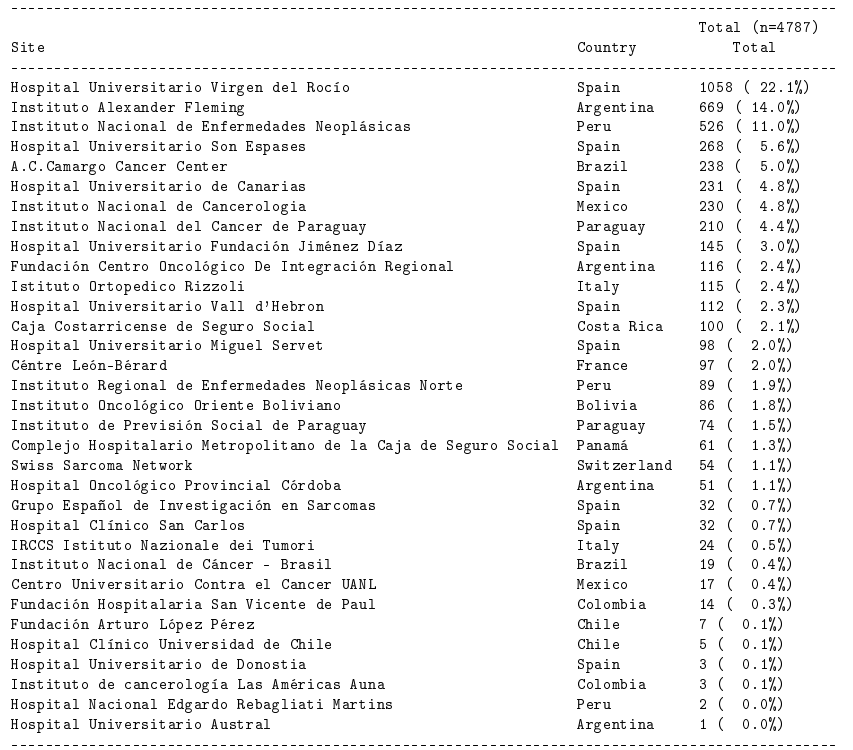 Total (n=4787)
Site Country Total
Hospital Universitario Virgen del Rocío Spain 1058 ( 22.1%)
Instituto Alexander Fleming Argentina 669 ( 14.0%)
Instituto Nacional de Enfermedades Neoplásicas Peru 526 ( 11.0%)
Hospital Universitario Son Espases Spain 268 ( 5.6%)
A.C.Camargo Cancer Center Brazil 238 ( 5.0%)
Hospital Universitario de Canarias Spain 231 ( 4.8%)
Instituto Nacional de Cancerologia Mexico 230 ( 4.8%)
Instituto Nacional del Cancer de Paraguay Paraguay 210 ( 4.4%)
Hospital Universitario Fundación Jiménez Díaz Spain 145 ( 3.0%)
Fundación Centro Oncológico De Integración Regional Argentina 116 ( 2.4%)
Istituto Ortopedico Rizzoli Italy 115 ( 2.4%)
Hospital Universitario Vall d'Hebron Spain 112 ( 2.3%)
Caja Costarricense de Seguro Social Costa Rica 100 ( 2.1%)
Hospital Universitario Miguel Servet Spain 98 ( 2.0%)
Céntre León-Bérard France 97 ( 2.0%)
Instituto Regional de Enfermedades Neoplásicas Norte Peru 89 ( 1.9%)
Instituto Oncológico Oriente Boliviano Bolivia 86 ( 1.8%)
Instituto de Previsión Social de Paraguay Paraguay 74 ( 1.5%)
Complejo Hospitalario Metropolitano de la Caja de Seguro Social Panamá 61 ( 1.3%)
Swiss Sarcoma Network Switzerland 54 ( 1.1%)
Hospital Oncológico Provincial Córdoba Argentina 51 ( 1.1%)
Grupo Español de Investigación en Sarcomas Spain 32 ( 0.7%)
Hospital Clínico San Carlos Spain 32 ( 0.7%)
IRCCS Istituto Nazionale dei Tumori Italy 24 ( 0.5%)
Instituto Nacional de Cáncer - Brasil Brazil 19 ( 0.4%)
Centro Universitario Contra el Cancer UANL Mexico 17 ( 0.4%)
Fundación Hospitalaria San Vicente de Paul Colombia 14 ( 0.3%)
Fundación Arturo López Pérez Chile 7 ( 0.1%)
Hospital Clínico Universidad de Chile Chile 5 ( 0.1%)
Hospital Universitario de Donostia Spain 3 ( 0.1%)
Instituto de cancerología Las Américas Auna Colombia 3 ( 0.1%)
Hospital Nacional Edgardo Rebagliati Martins Peru 2 ( 0.0%)
Hospital Universitario Austral Argentina 1 ( 0.0%)